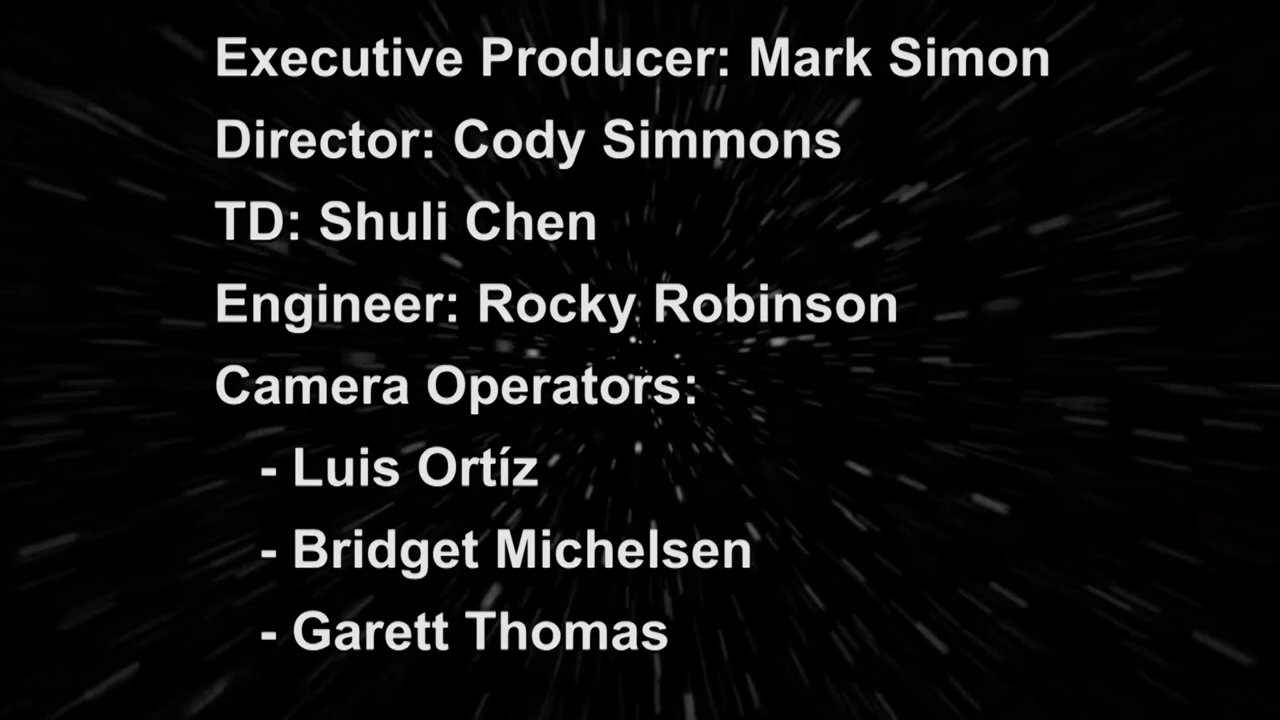 Executive Producer: Mark Simon
Director: Cody Simmons
TD: Shuli Chen
Engineer: Rocky Robinson
Camera Operators:
- Luis Ortíz
- Bridget Michelsen
- Garett Thomas